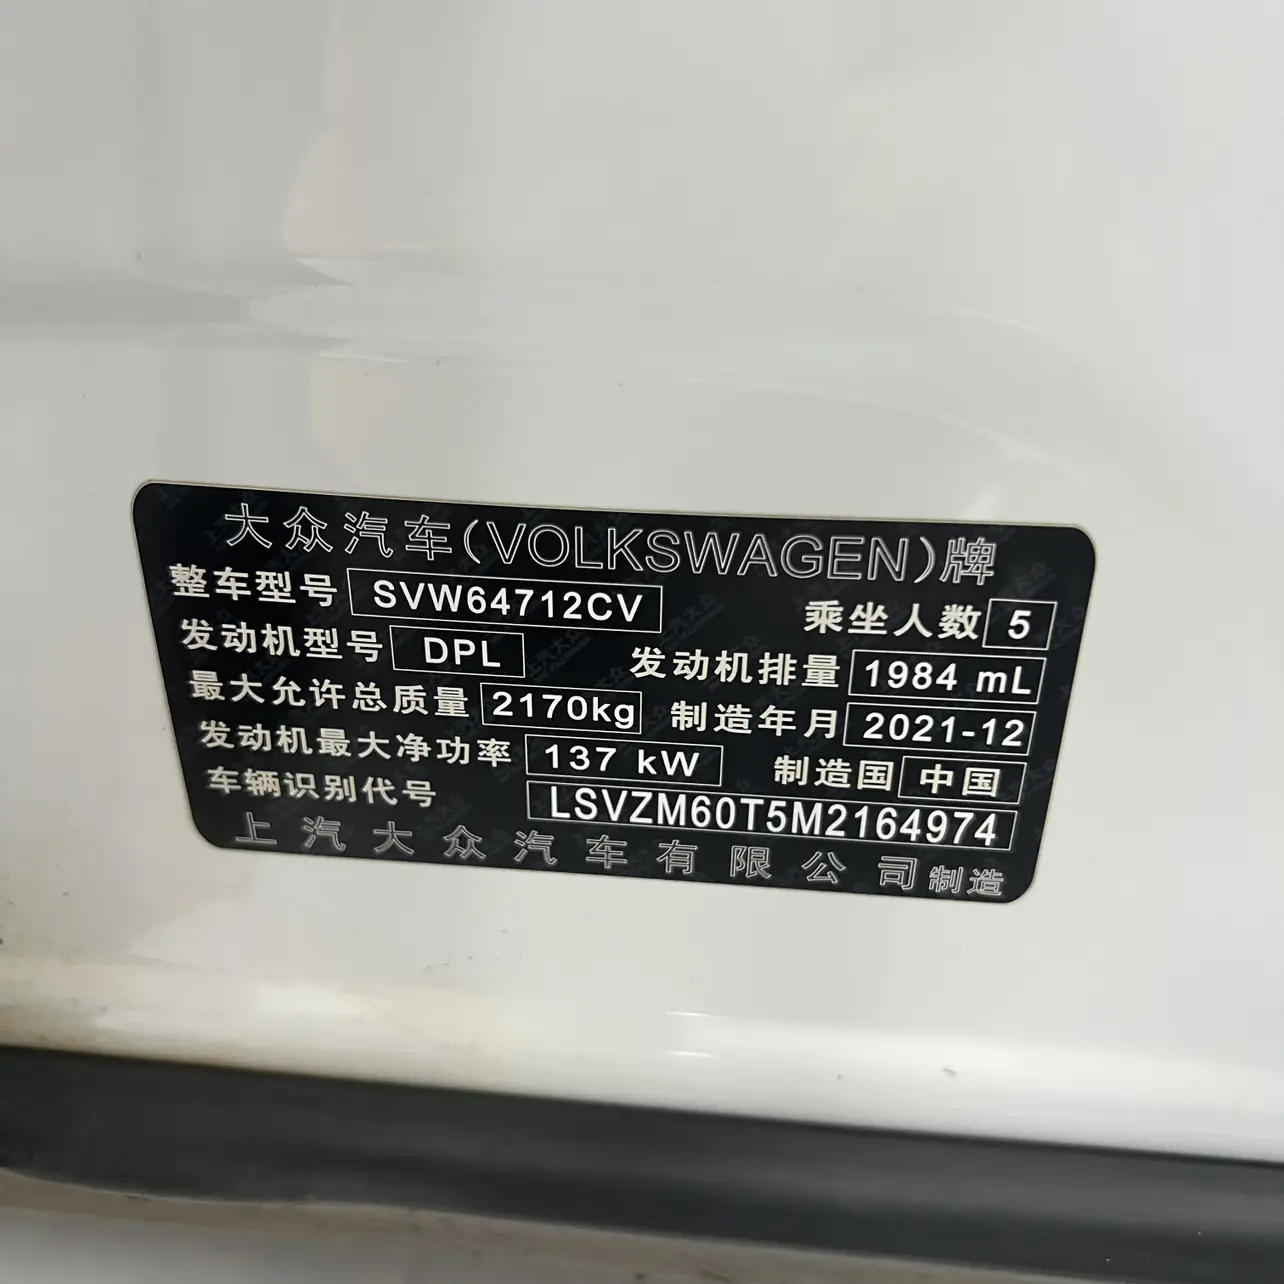 大众汽车(VOLKSWAGEN)牌
整车型号 SVW64712CV 乘坐人数 5
发动机型号 DPL 发动机排量 1984 mL
最大允许总质量 2170kg 制造年月 2021-12
发动机最大净功率 137 kW 制造国 中国
车辆识别代号 LSVZM60T5M2164974
上汽大众汽车有限公司制造